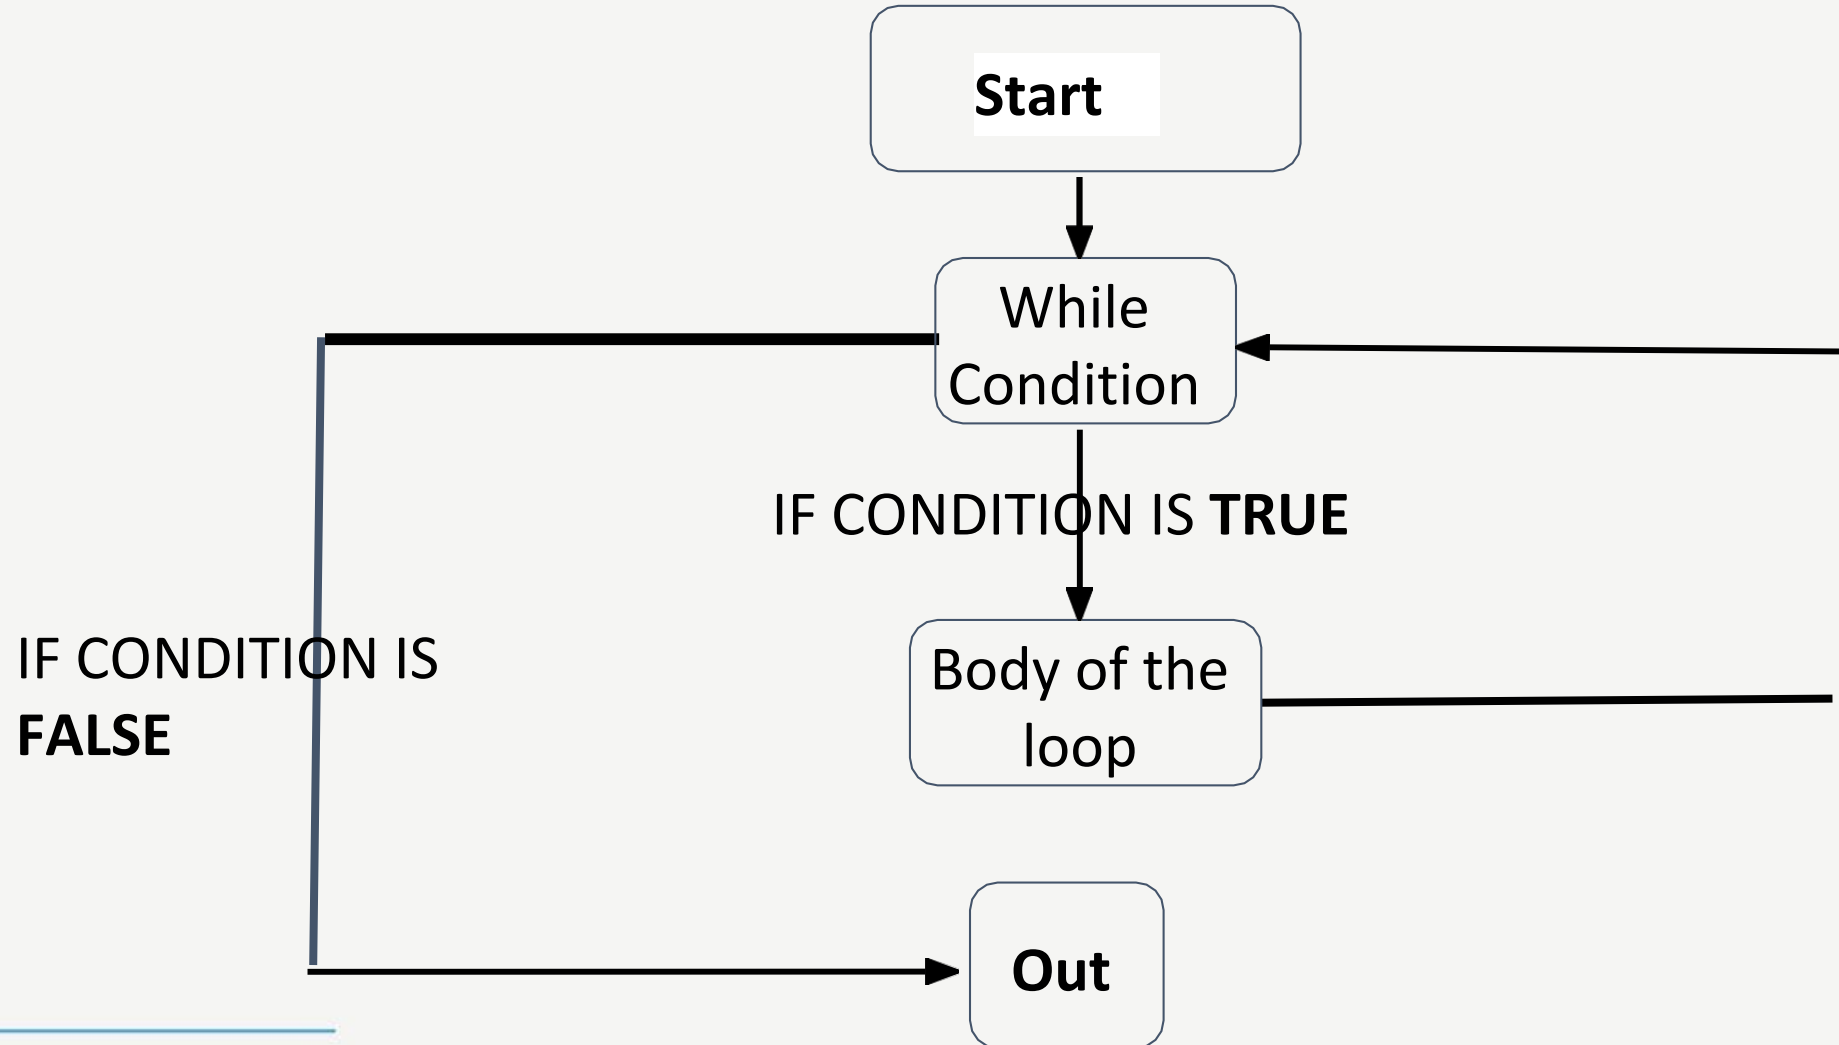 Start
While
Condition
IF CONDITION IS TRUE
Body of the
loop
IF CONDITION IS
FALSE
Out